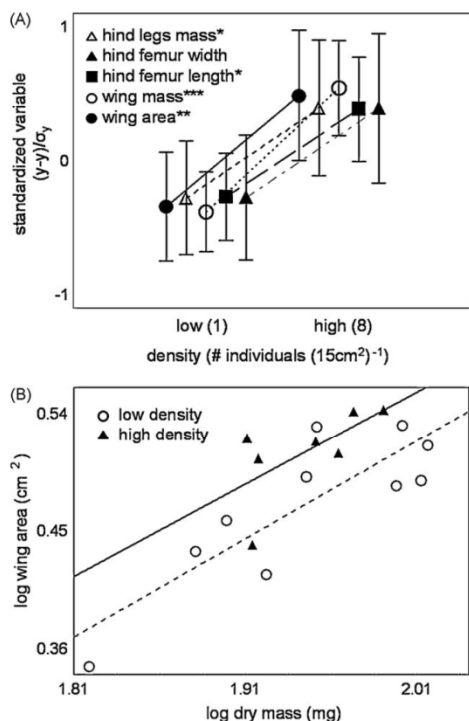 (A)
1
△ hind legs mass*
▲ hind femur width
■ hind femur length*
○ wing mass***
● wing area**
standardized variable
(y-y)/σy
0
-1
low (1) high (8)
density (# individuals (15cm²)⁻¹
(B)
0.54
○ low density
▲ high density
log wing area (cm ²)
0.45
0.36
1.81 1.91 2.01
log dry mass (mg)